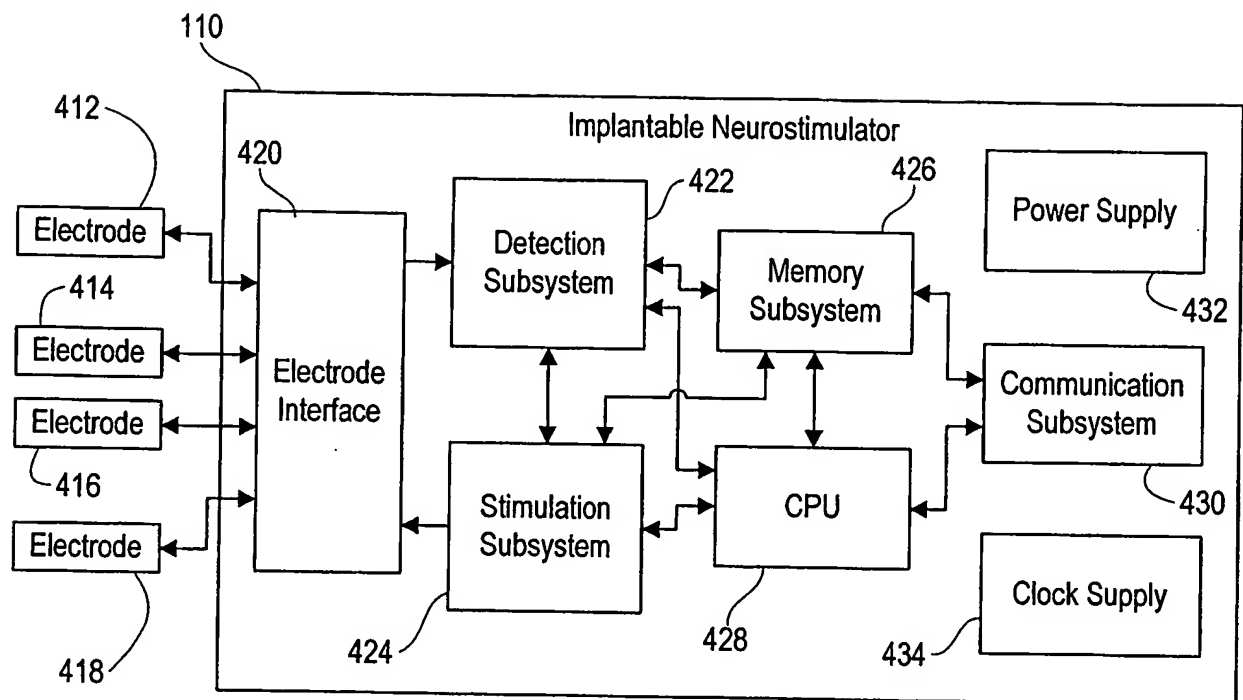 110
412
Implantable Neurostimulator
420
422
426
Power Supply
432
Electrode
Detection
Subsystem
Memory
Subsystem
414
Electrode
Electrode
Interface
Communication
Subsystem
430
Electrode
416
Stimulation
Subsystem
CPU
Electrode
418
424
428
Clock Supply
434